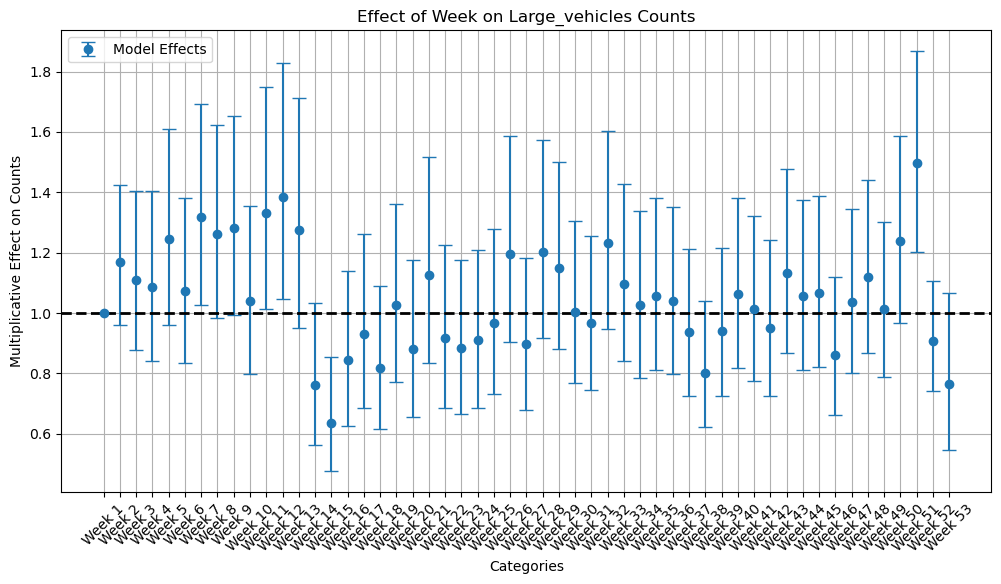 Effect of Week on Large_vehicles Counts
Model Effects
Multiplicative Effect on Counts
1.8
1.6
1.4
1.2
1.0
0.8
0.6
Week 1
Week 2
Week 3
Week 4
Week 5
Week 6
Week 7
Week 8
Week 9
Week 10
Week 11
Week 12
Week 13
Week 14
Week 15
Week 16
Week 17
Week 18
Week 19
Week 20
Week 21
Week 22
Week 23
Week 24
Week 25
Week 26
Week 27
Week 28
Week 29
Week 30
Week 31
Week 32
Week 33
Week 34
Week 35
Week 36
Week 37
Week 38
Week 39
Week 40
Week 41
Week 42
Week 43
Week 44
Week 45
Week 46
Week 47
Week 48
Week 49
Week 50
Week 51
Week 52
Week 53
Categories